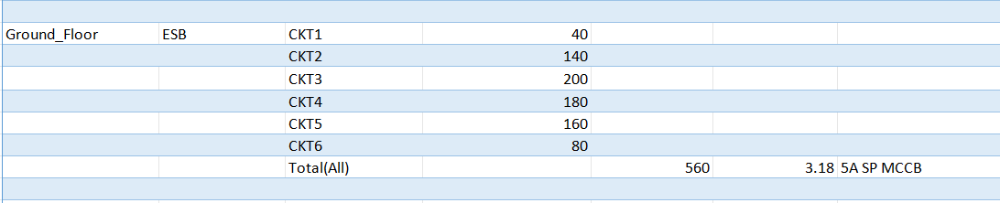 Ground_Floor ESB CKT1 40
CKT2 140
CKT3 200
CKT4 180
CKT5 160
CKT6 80
Total(All) 560 3.18 5A SP MCCB